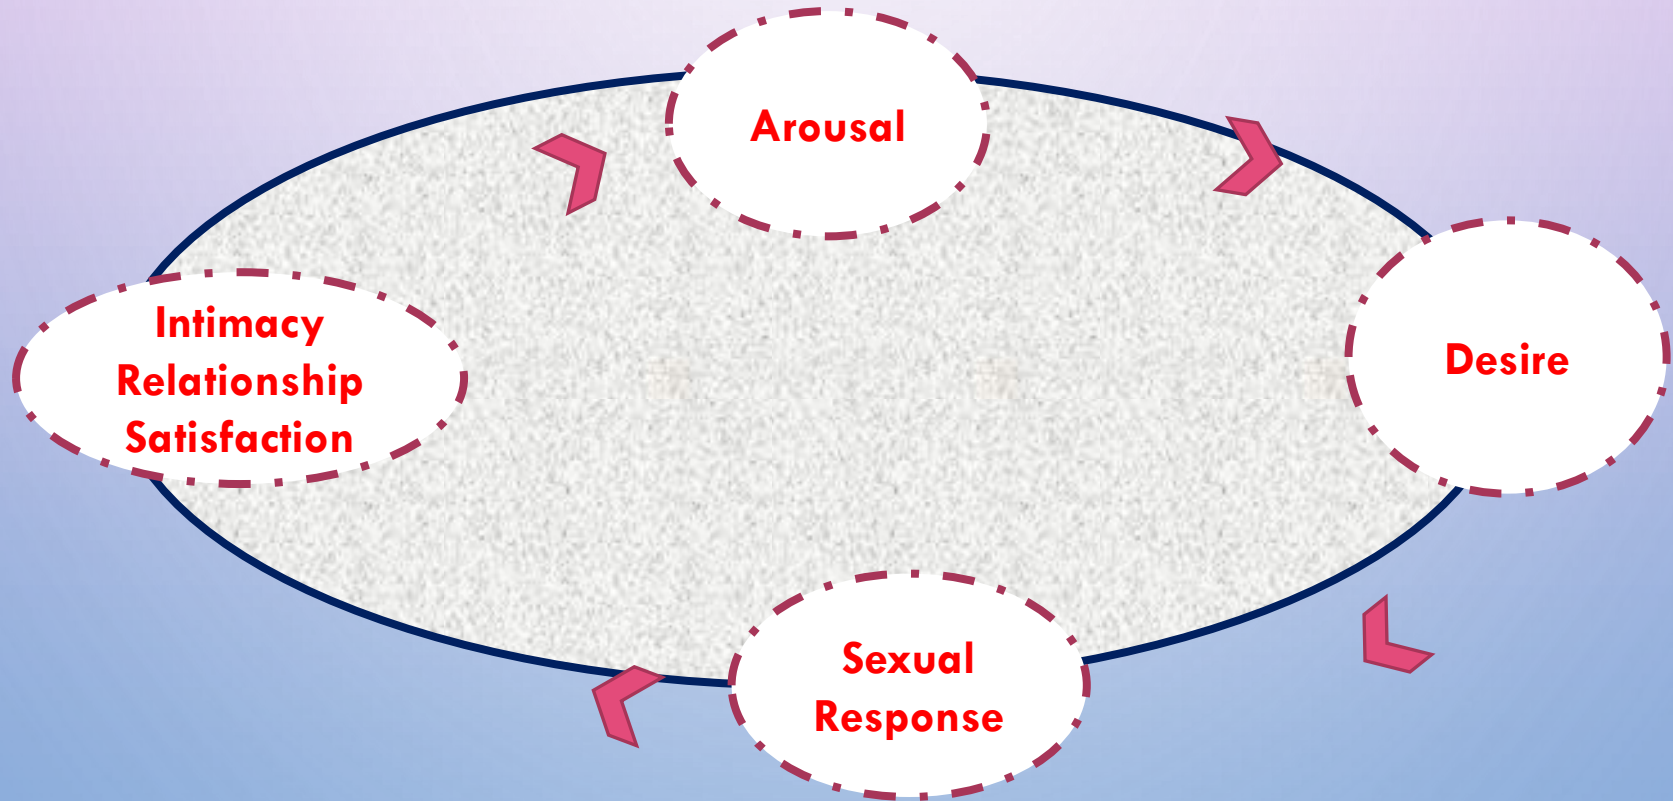 Arousal
Desire
Intimacy
Relationship
Satisfaction
Sexual
Response